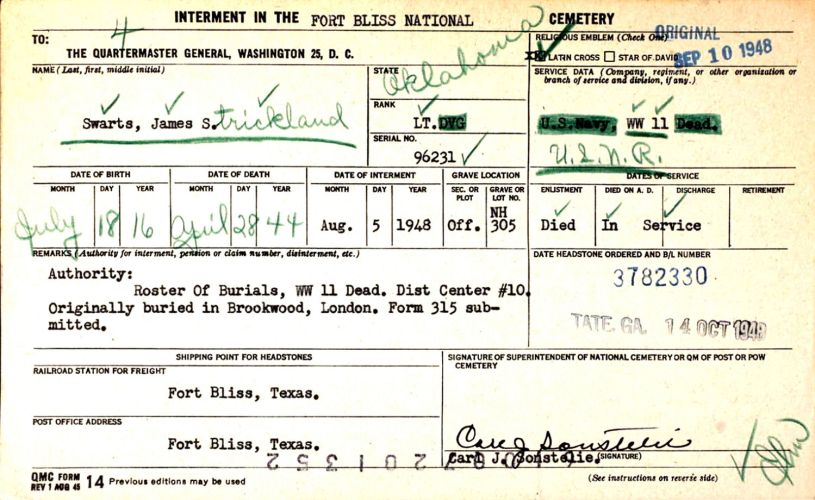 INTERMENT IN THE FORT BLISS NATIONAL CEMETERY
4
TO:
THE QUARTERMASTER GENERAL, WASHINGTON 25, D. C.
RELIGIOUS EMBLEM (Check One)
ORIGINAL
LATIN CROSS STAR OF DAVID
SEP 10 1948
NAME (Last, first, middle initial)
Swarts, James S.trickland
STATE
Oklahoma
RANK
LT.DVG
SERIAL NO.
96231
SERVICE DATA (Company, regiment, or other organization or branch of service and division, if any.)
U.S.Navy, WW 11 Dead.
U.S.N.R.
DATE OF BIRTH
MONTH DAY YEAR
July 18 16
DATE OF DEATH
MONTH DAY YEAR
April 28 44
DATE OF INTERMENT
MONTH DAY YEAR
Aug. 5 1948
GRAVE LOCATION
SEC. OR PLOT
GRAVE OR LOT NO.
Off.
NH
305
DATES OF SERVICE
ENLISTMENT DIED ON A. D. DISCHARGE RETIREMENT
Died In Service
REMARKS (Authority for interment, pension or claim number, disinterment, etc.)
Authority:
Roster Of Burials, WW 11 Dead. Dist Center #10.
Originally buried in Brookwood, London. Form 315 sub-
mitted.
DATE HEADSTONE ORDERED AND B/L NUMBER
3782330
TATE. GA. 14 OCT 1948
SHIPPING POINT FOR HEADSTONES
RAILROAD STATION FOR FREIGHT
Fort Bliss, Texas.
POST OFFICE ADDRESS
Fort Bliss, Texas.
SIGNATURE OF SUPERINTENDENT OF NATIONAL CEMETERY OR QM OF POST OR POW CEMETERY
Carl J Sonstelie
Carl J. Sonstelie. (SIGNATURE)
QMC FORM
REV 1 AUG 45 14 Previous editions may be used
(See instructions on reverse side)